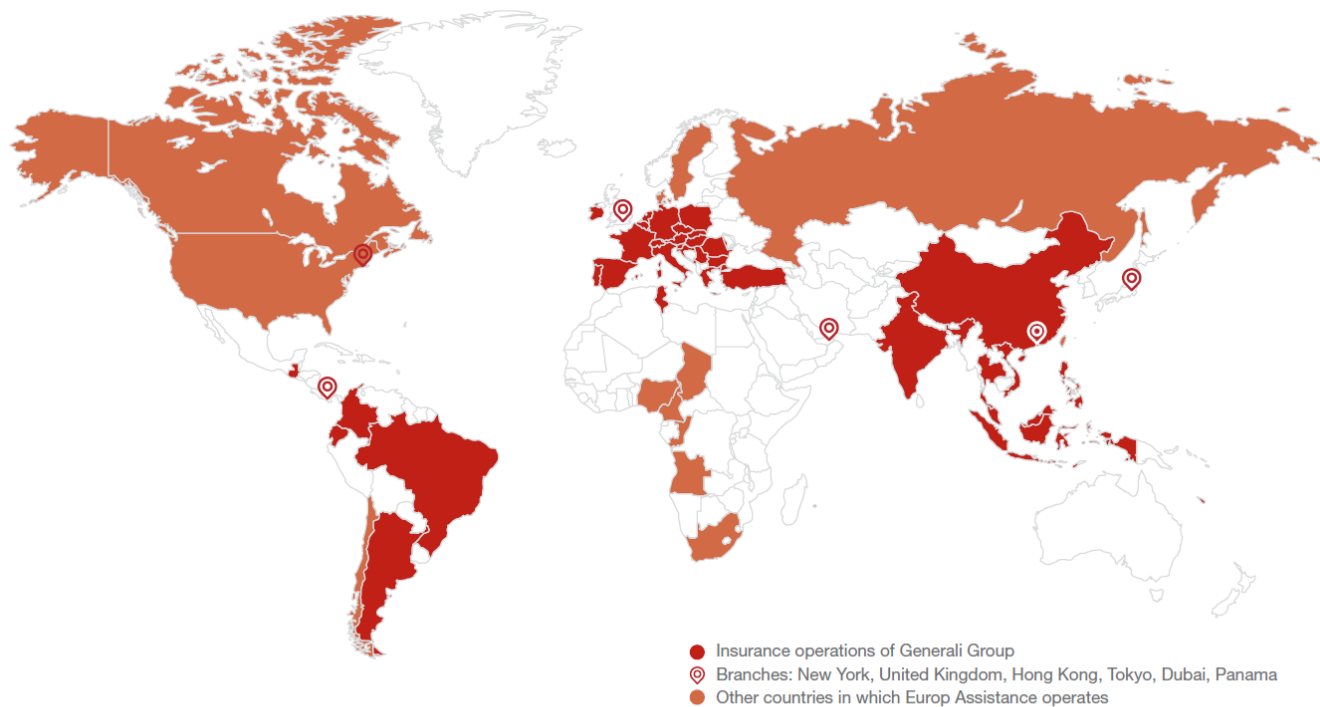 Insurance operations of Generali Group
Branches: New York, United Kingdom, Hong Kong, Tokyo, Dubai, Panama
Other countries in which Europ Assistance operates